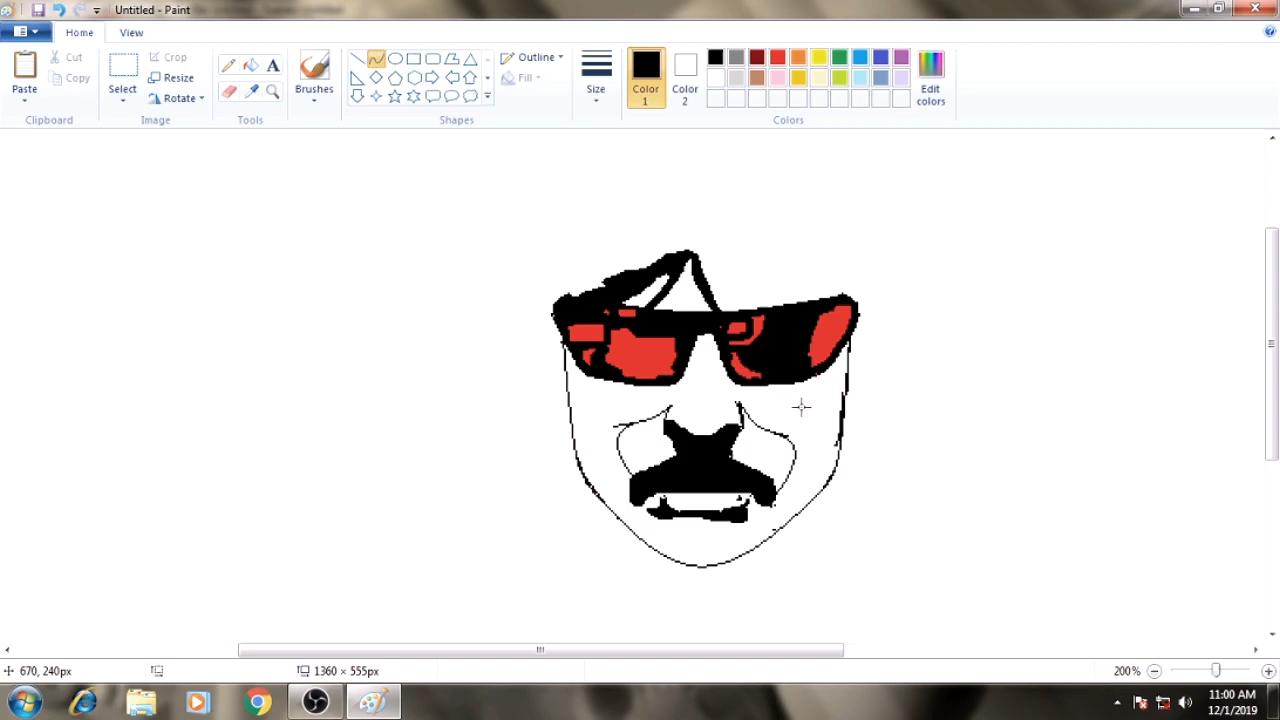 Untitled - Paint
Home View
Paste Cut Copy
Select Crop Resize Rotate
A
Brushes
Outline
Fill
Size
Color 1 Color 2
Edit colors
Clipboard Image Tools Shapes Colors
670, 240px 1360 × 555px 200%
11:00 AM
12/1/2019